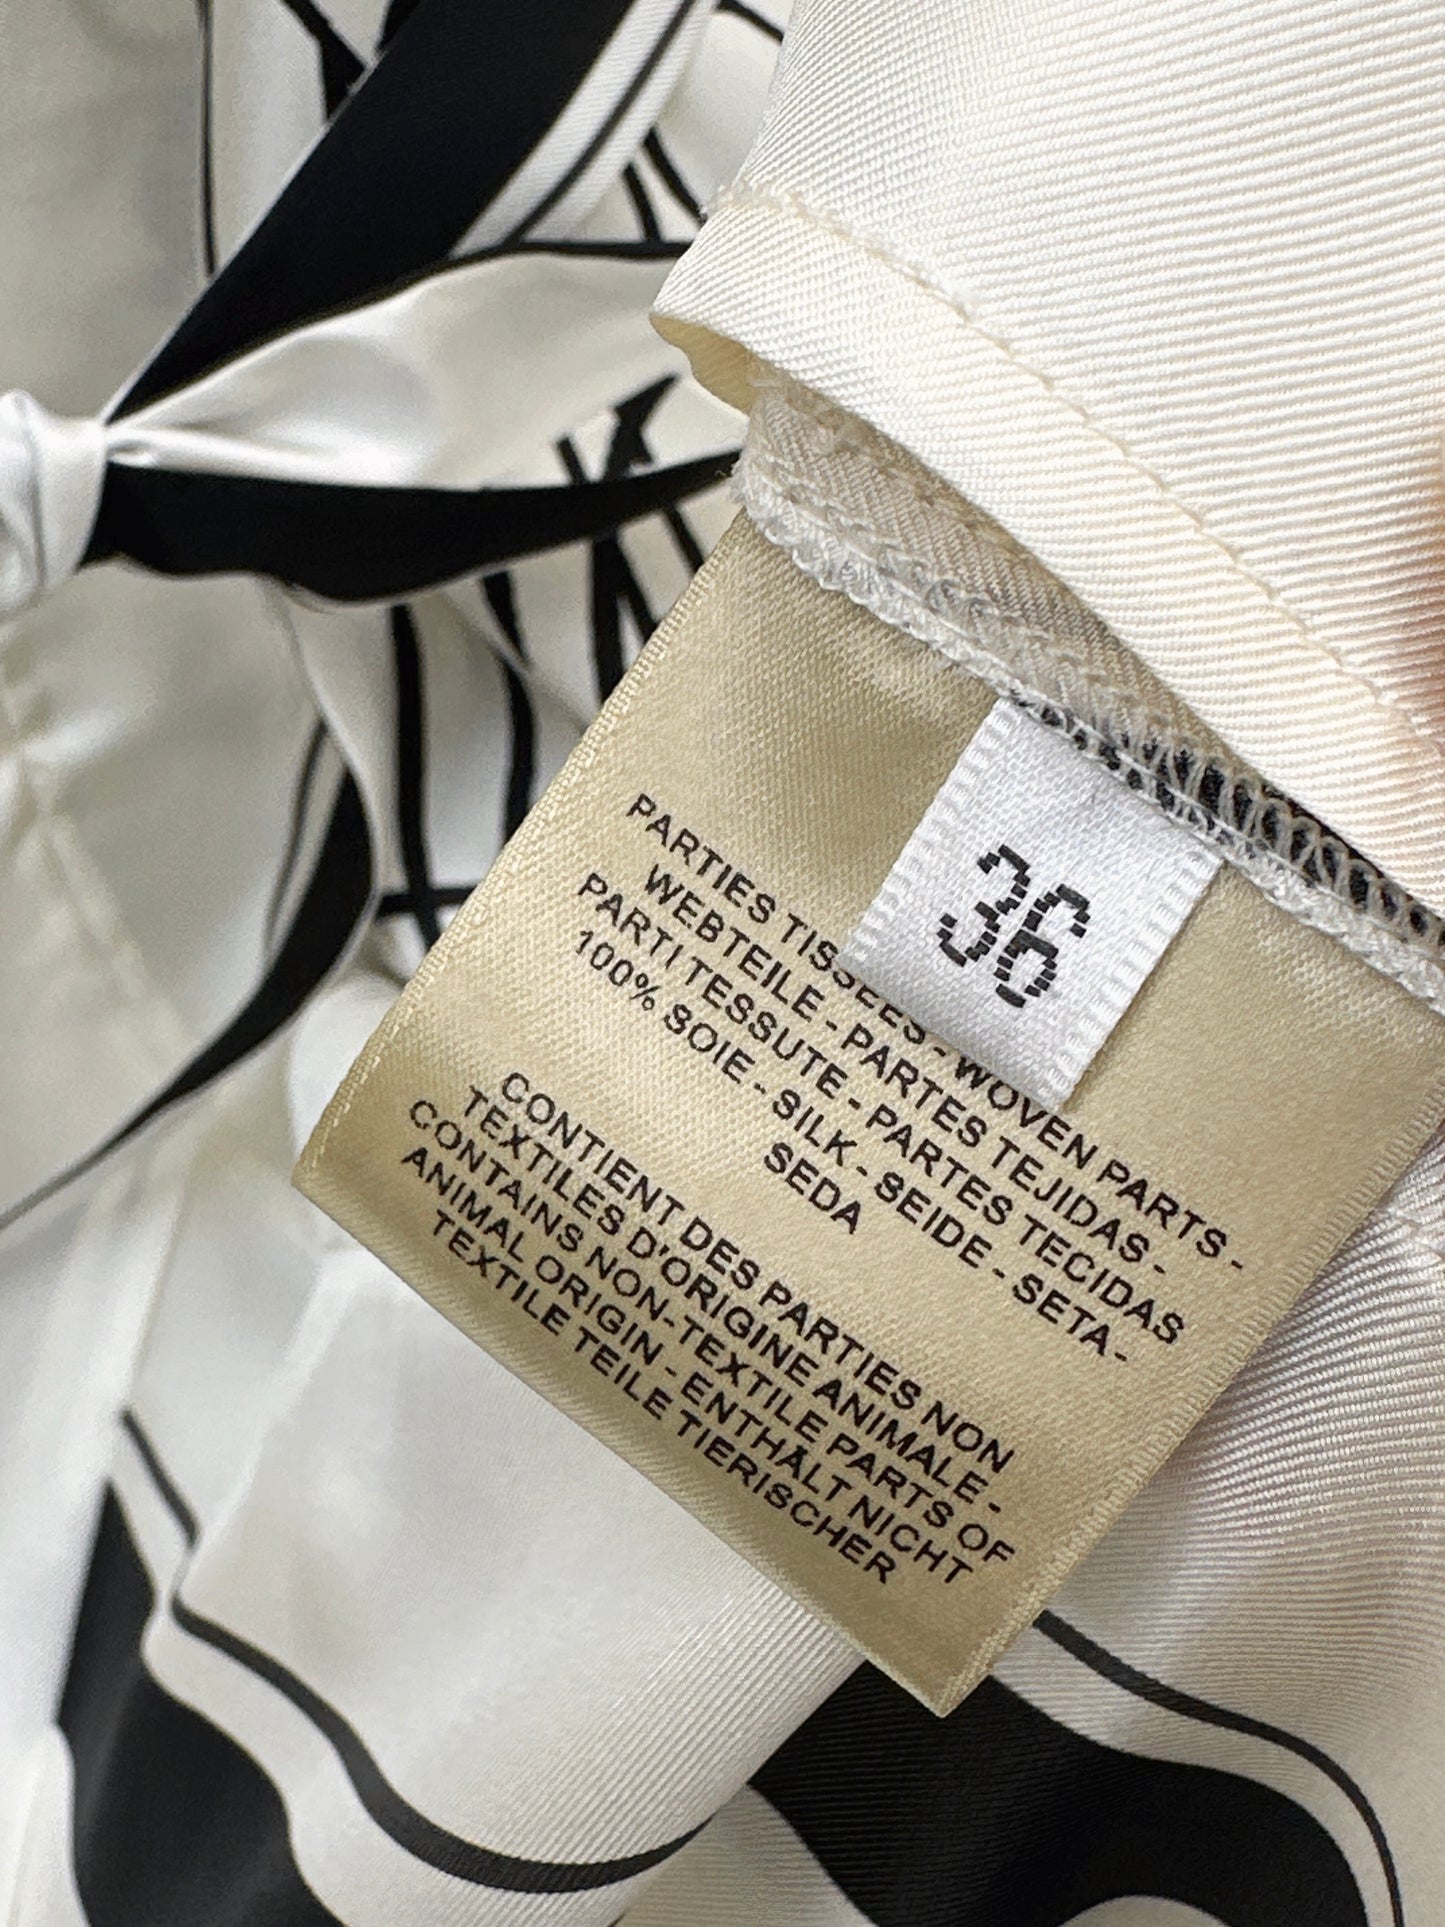 36
PARTIES TISSÉES - WOVEN PARTS -
WEBTEILE - PARTES TEJIDAS -
PARTI TESSUTE - PARTES TECIDAS
100% SOIE - SILK - SEIDE - SETA -
SEDA
CONTIENT DES PARTIES NON
TEXTILES D'ORIGINE ANIMALE -
CONTAINS NON-TEXTILE PARTS OF
ANIMAL ORIGIN - ENTHÄLT NICHT
TEXTILE TEILE TIERISCHER